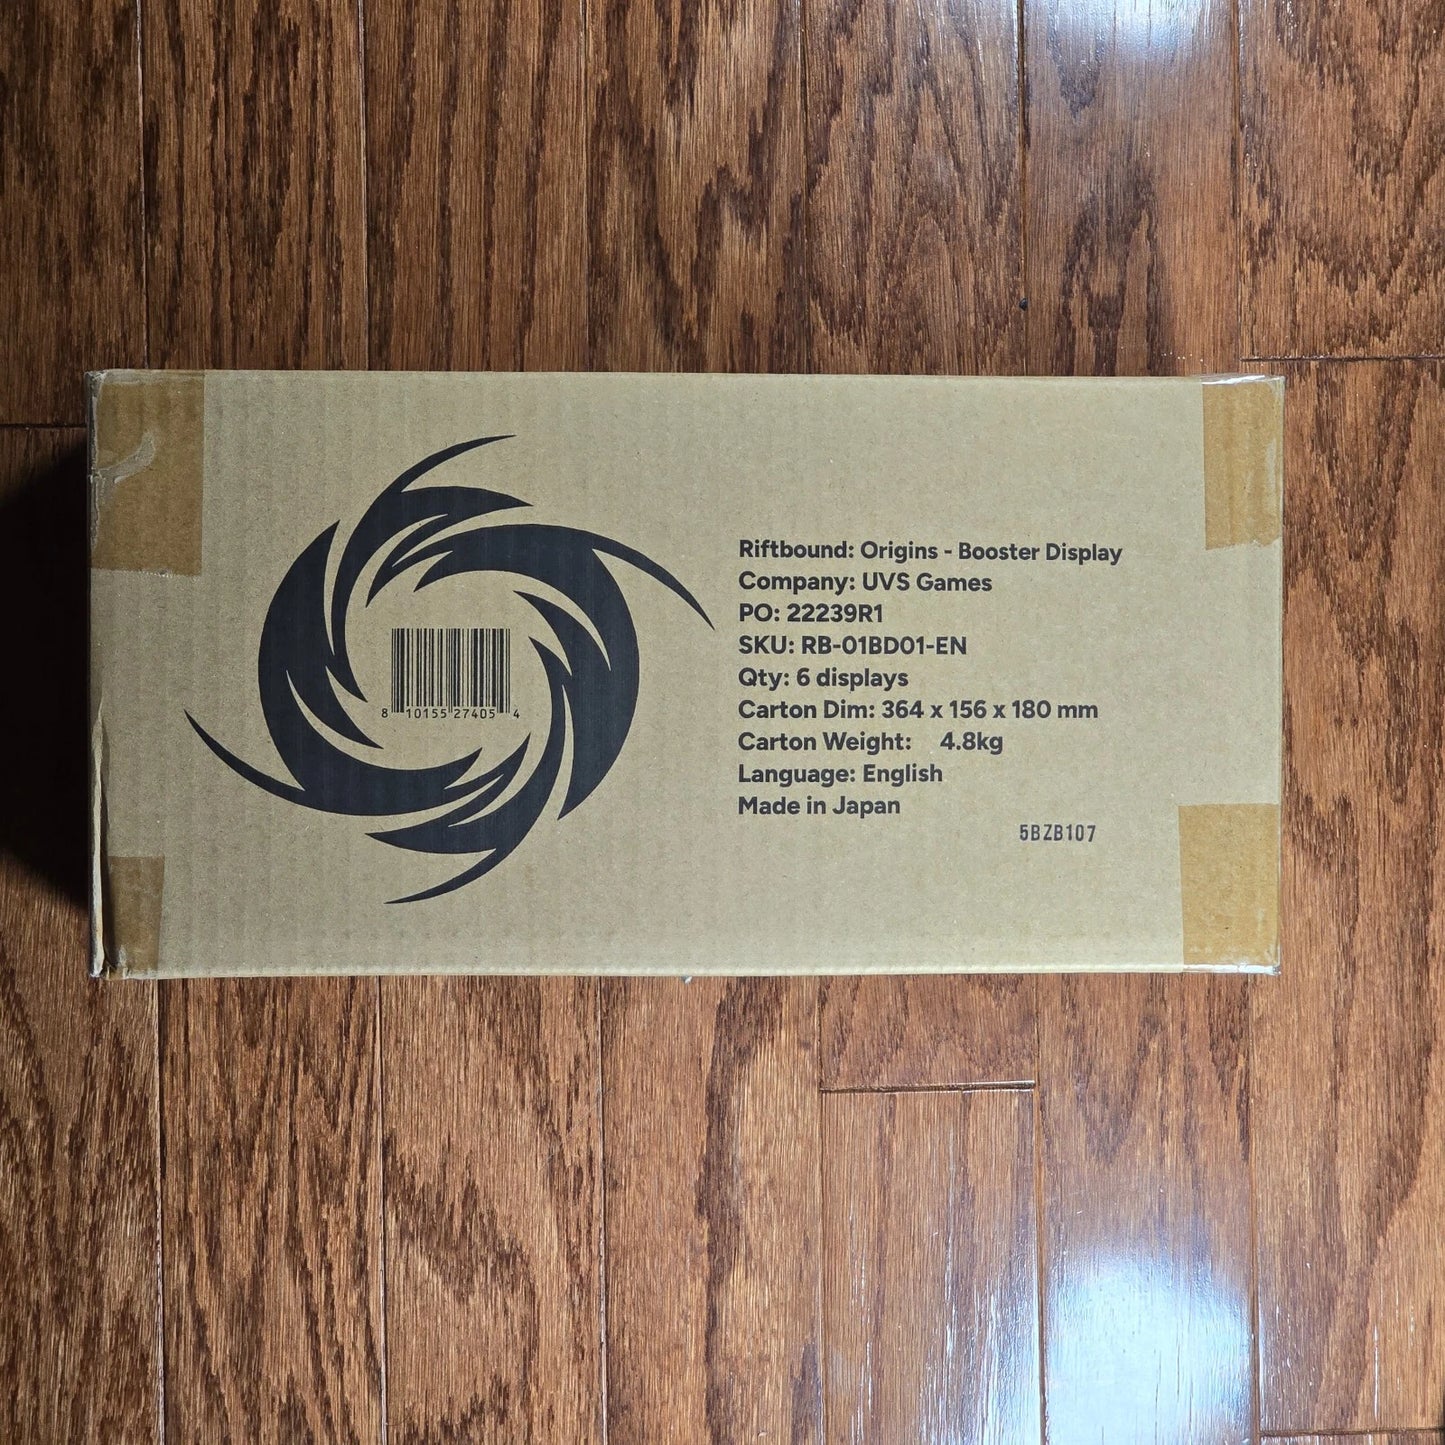 Riftbound: Origins - Booster Display
Company: UVS Games
PO: 22239R1
SKU: RB-01BD01-EN
Qty: 6 displays
Carton Dim: 364 x 156 x 180 mm
Carton Weight: 4.8kg
Language: English
Made in Japan
5BZB107
8 10155 27405 4